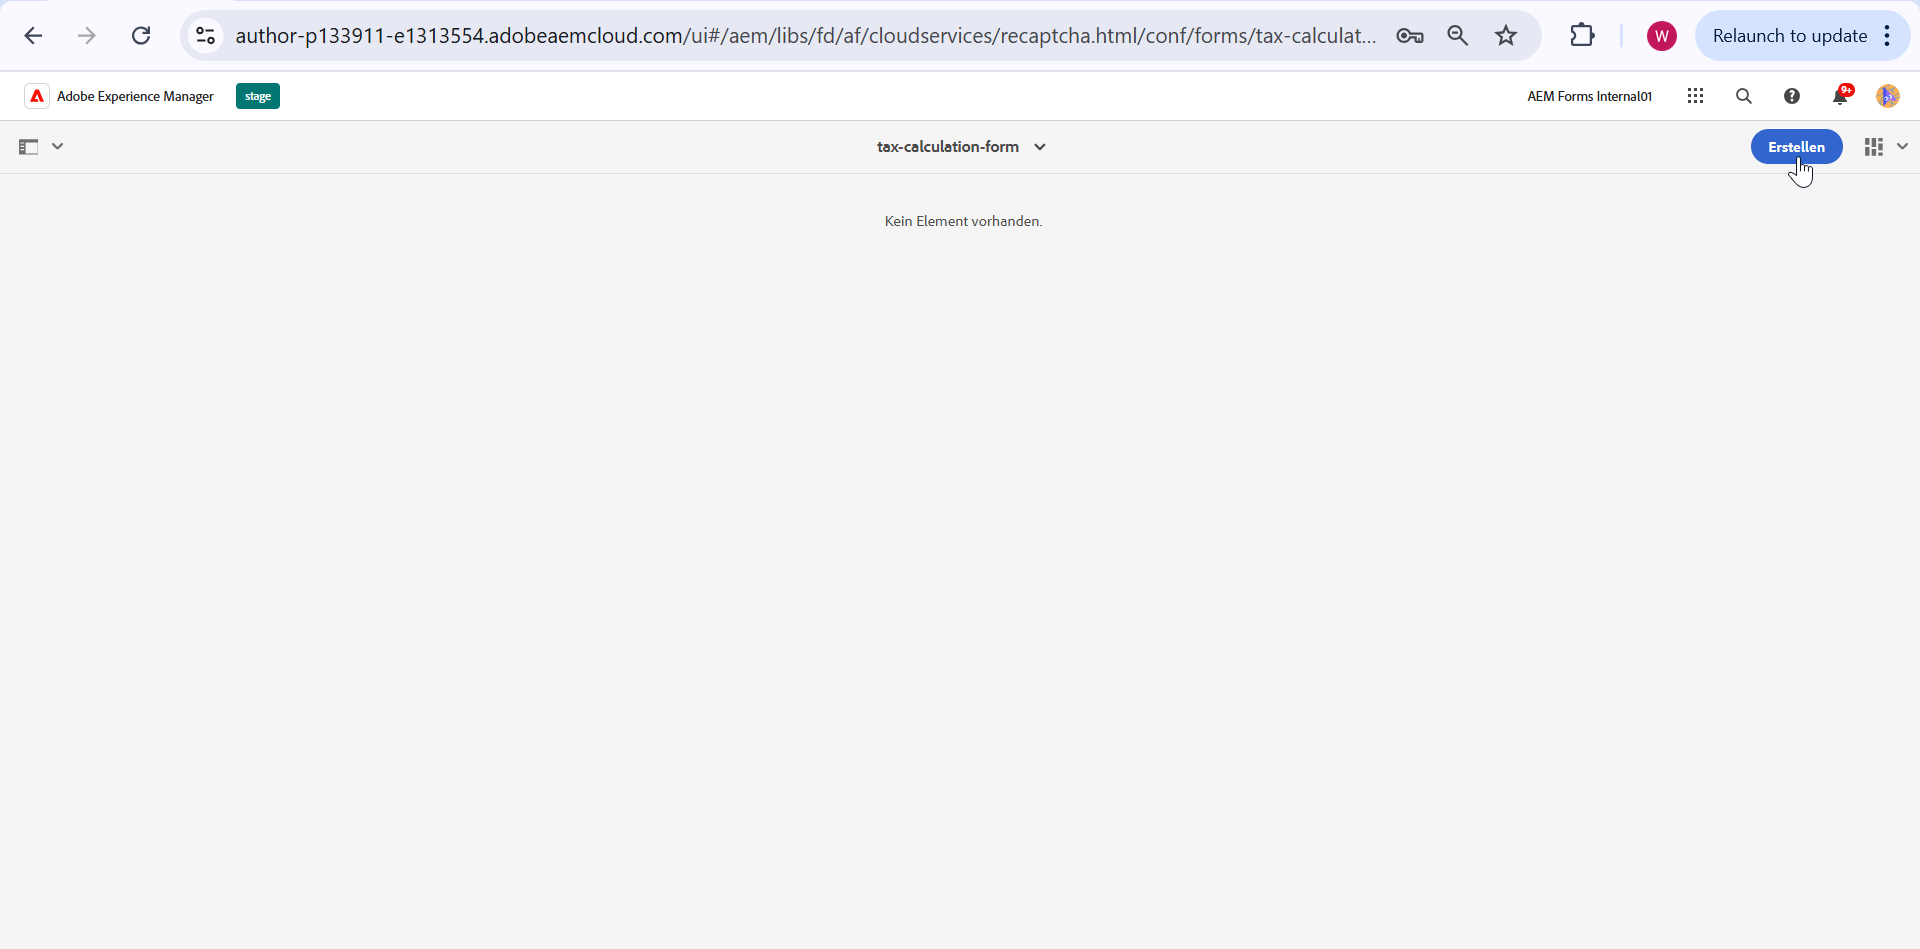 author-p133911-e1313554.adobeaemcloud.com/ui#/aem/libs/fd/af/cloudservices/recaptcha.html/conf/forms/tax-calculat...
W
Relaunch to update
Adobe Experience Manager
stage
AEM Forms Internal01
9+
tax-calculation-form
Erstellen
Kein Element vorhanden.